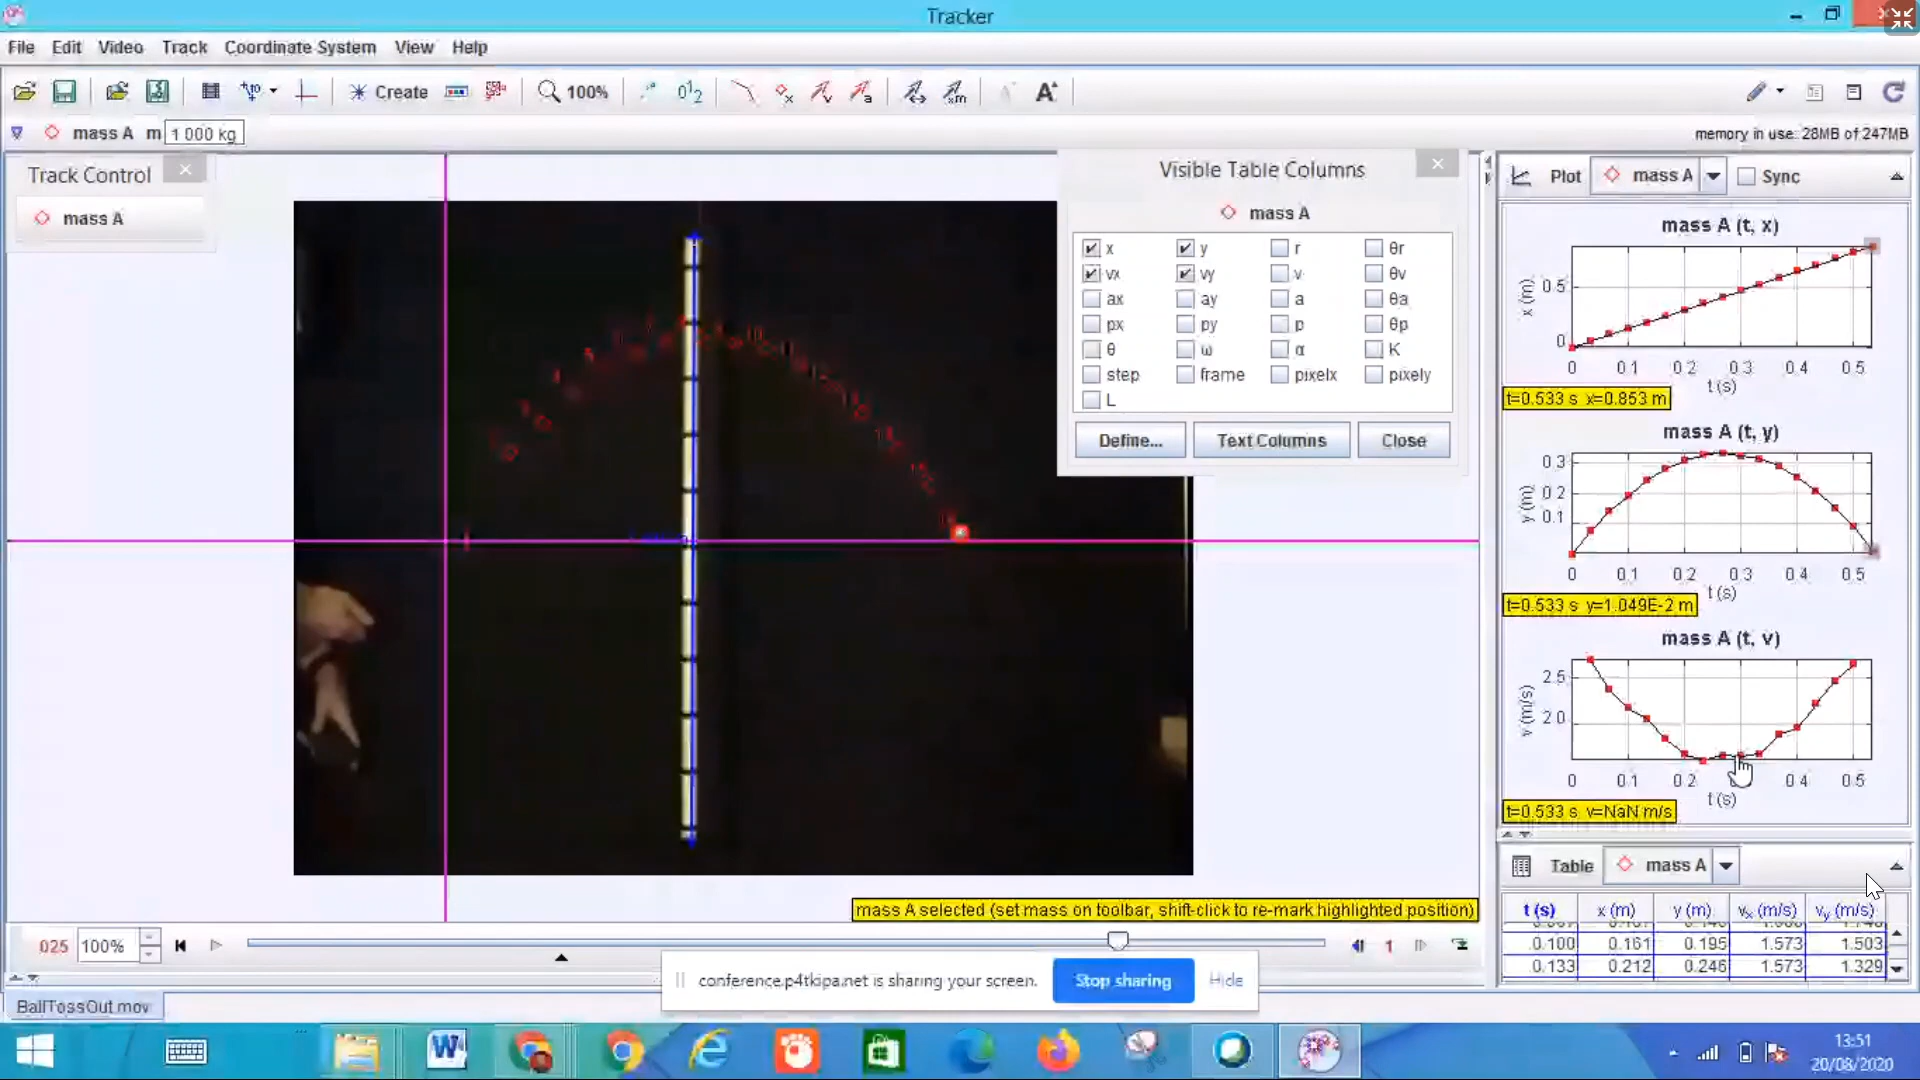 Tracker
File Edit Video Track Coordinate System View Help
Create 100%
mass A m 1 000 kg
memory in use: 28MB of 247MB
Track Control
mass A
Visible Table Columns
mass A
x y r θr
vx vy v θv
ax ay a θa
px py p θp
θ ω α K
step frame pixelx pixely
L
Define... Text Columns Close
Plot mass A Sync
mass A (t, x)
x (m)
0 5
0
0 0 1 0 2 0 3 0 4 0 5
t (s)
t=0.533 s x=0.853 m
mass A (t, y)
y (m)
0 3
0 2
0 1
0 0 1 0 2 0 3 0 4 0 5
t (s)
t=0.533 s y=1.049E-2 m
mass A (t, v)
v (m/s)
2 5
2 0
0 0 1 0 2 0 3 0 4 0 5
t (s)
t=0.533 s v=NaN m/s
Table mass A
t (s) x (m) y (m) vx (m/s) vy (m/s)
0.100 0.161 0.195 1.573 1.503
0.133 0.212 0.246 1.573 1.329
mass A selected (set mass on toolbar, shift-click to re-mark highlighted position)
025 100% 1
conference.p4tkipa.net is sharing your screen. Stop sharing Hide
BallTossOut mov
13:51
20/08/2020